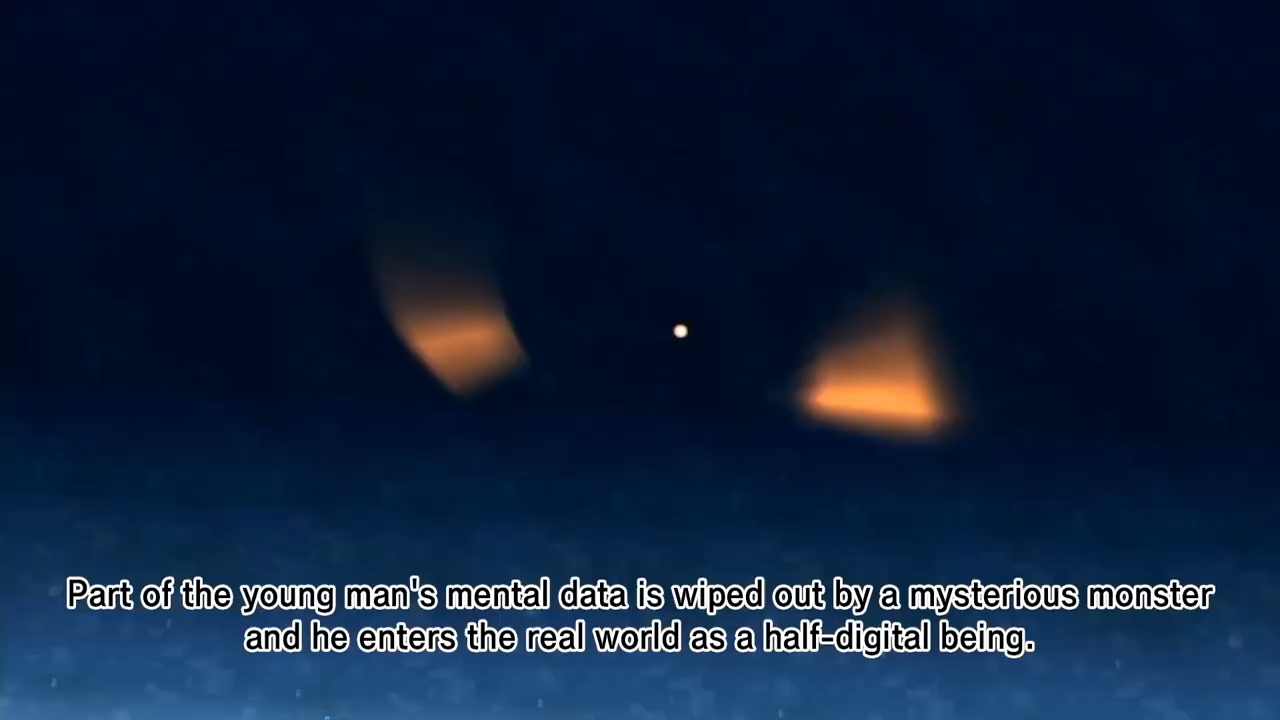 Part of the young man's mental data is wiped out by a mysterious monster
and he enters the real world as a half-digital being.